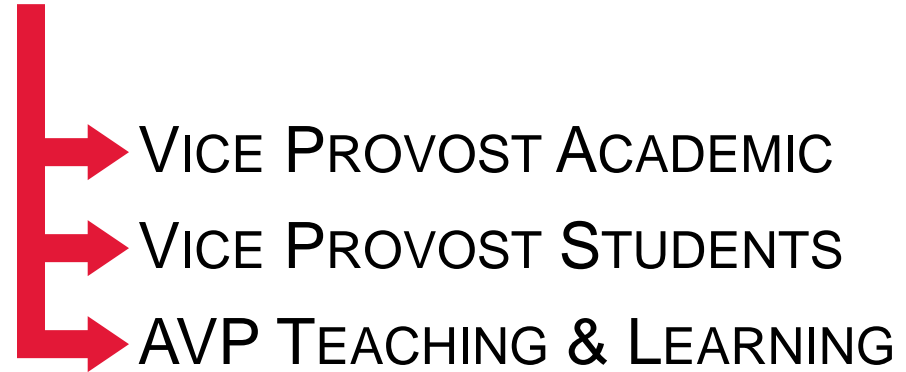 VICE PROVOST ACADEMIC
VICE PROVOST STUDENTS
AVP TEACHING & LEARNING